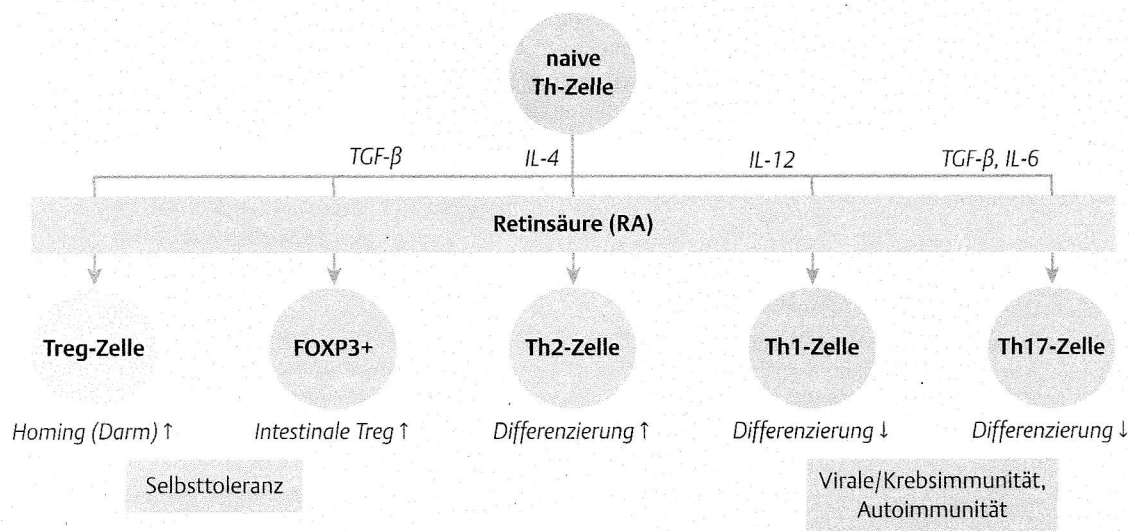 naive
Th-Zelle
TGF-β
IL-4
IL-12
TGF-β, IL-6
Retinsäure (RA)
Treg-Zelle
FOXP3+
Th2-Zelle
Th1-Zelle
Th17-Zelle
Homing (Darm) ↑
Intestinale Treg ↑
Differenzierung ↑
Differenzierung ↓
Differenzierung ↓
Selbsttoleranz
Virale/Krebsimmunität,
Autoimmunität